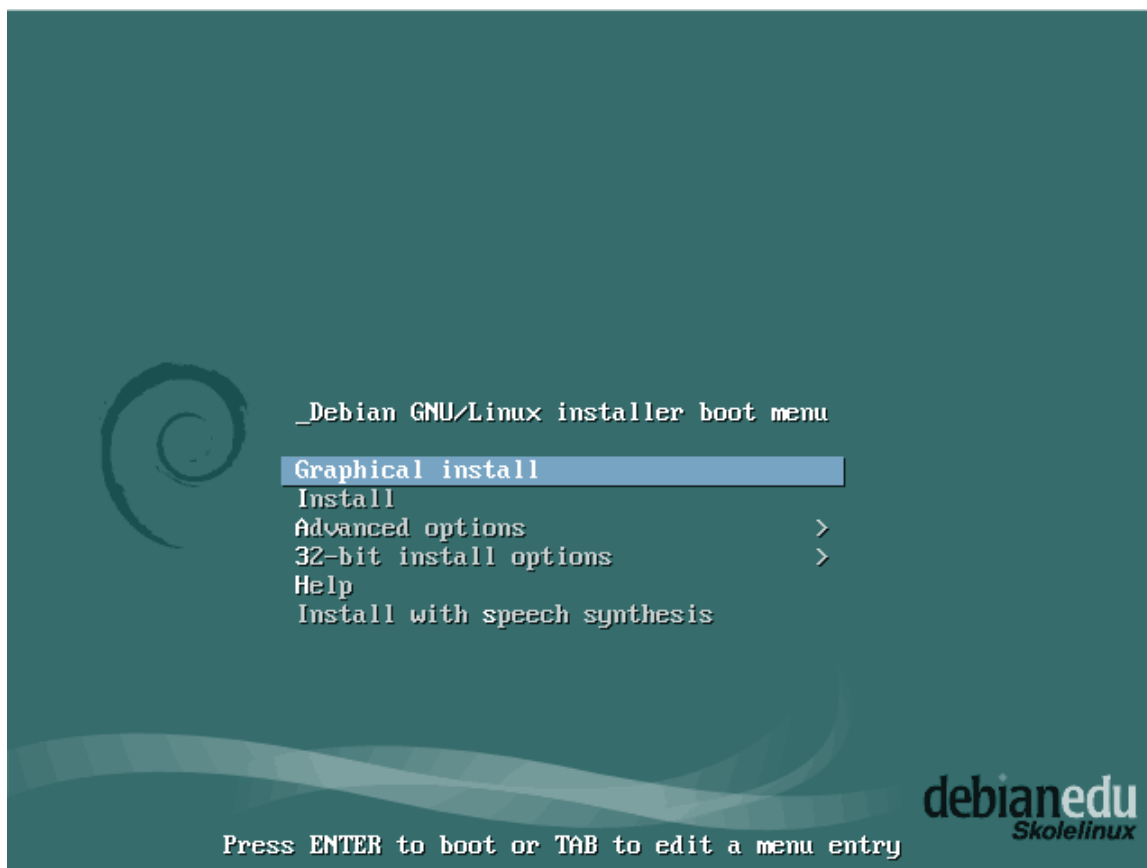 _Debian GNU/Linux installer boot menu
Graphical install
Install
Advanced options >
32-bit install options >
Help
Install with speech synthesis
debianedu
Skolelinux
Press ENTER to boot or TAB to edit a menu entry